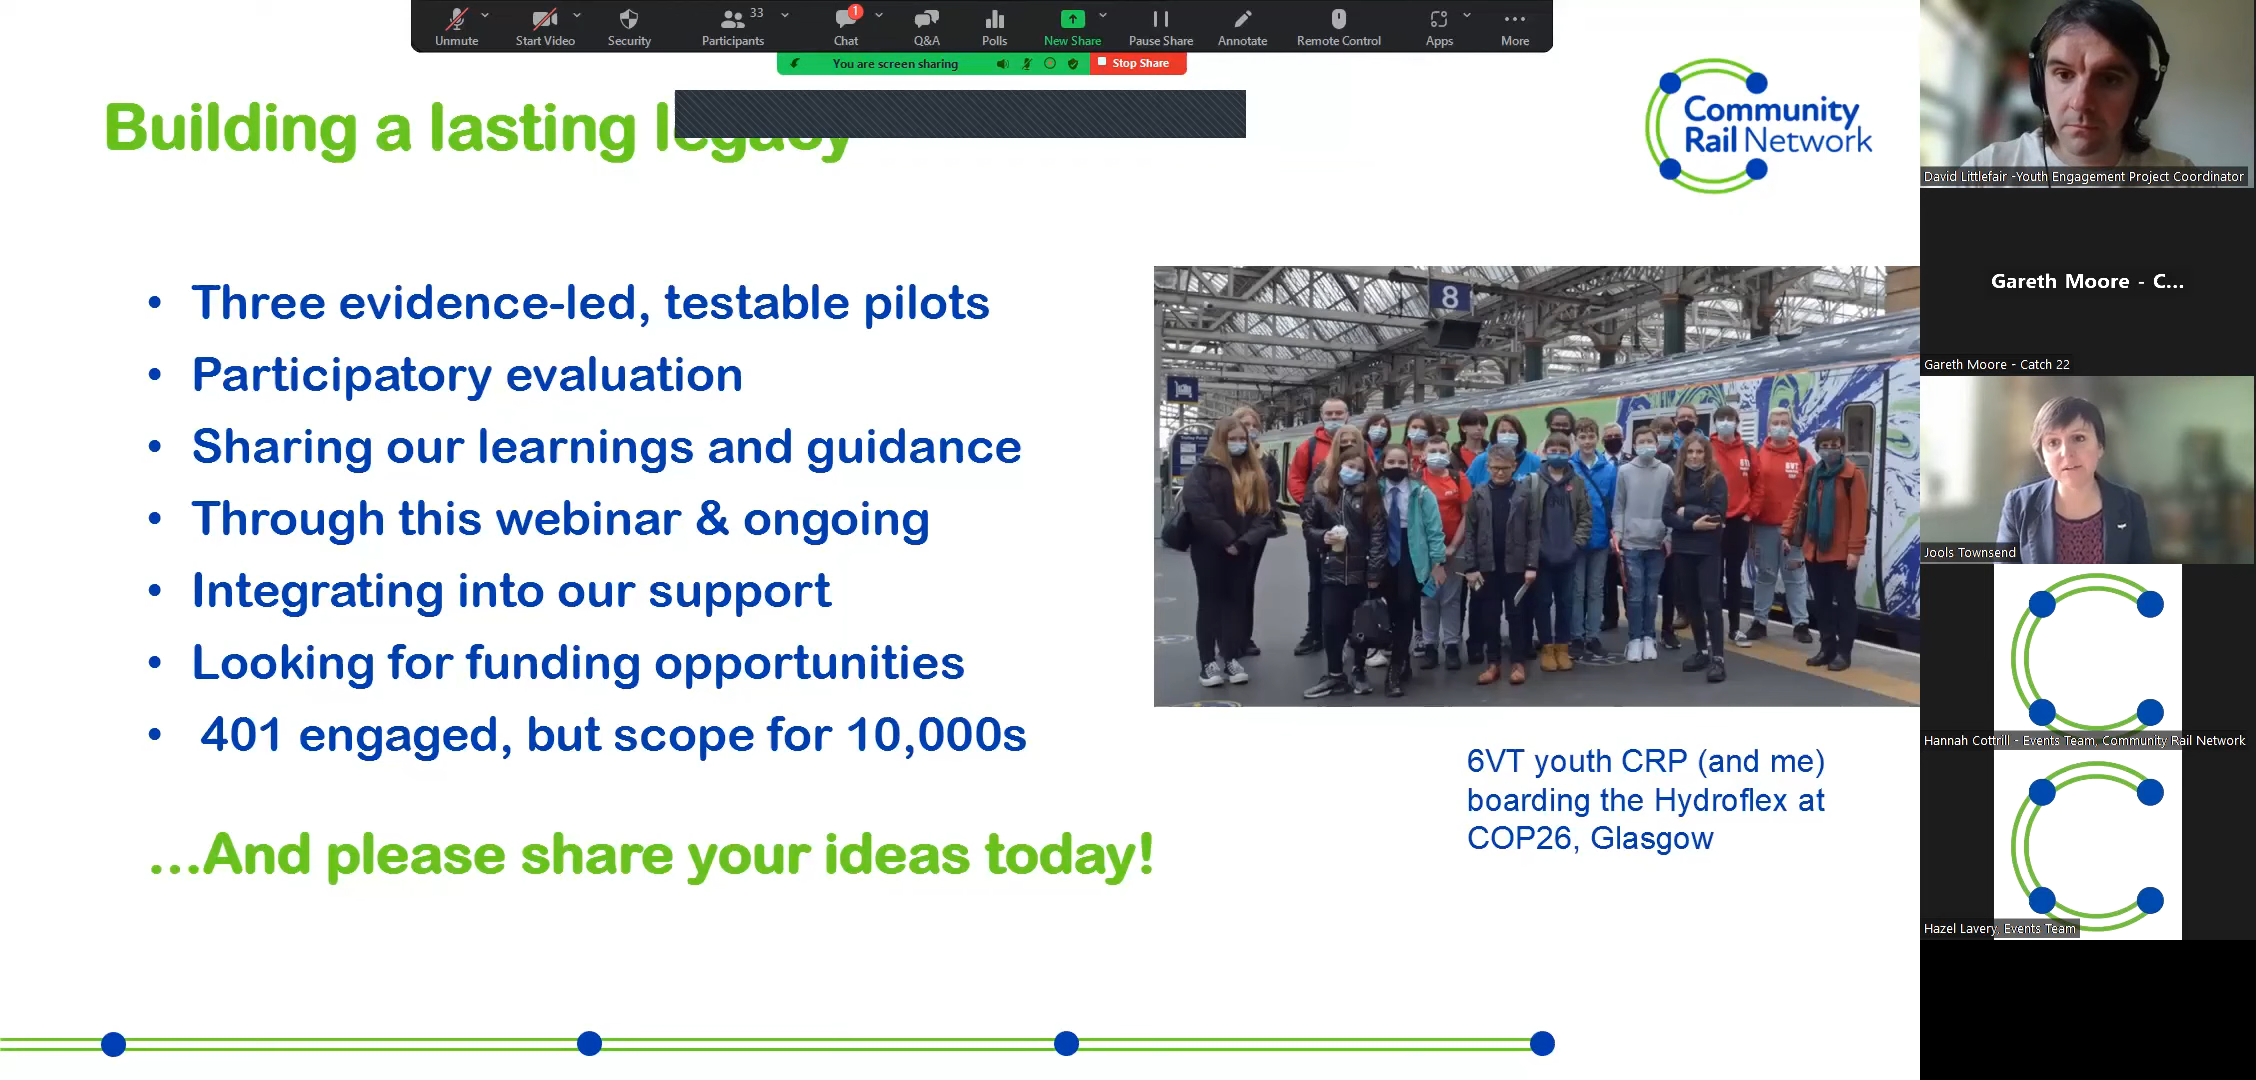 Unmute
Start Video
Security
Participants
33
Chat
1
Q&A
Polls
New Share
Pause Share
Annotate
Remote Control
Apps
More
You are screen sharing
Stop Share
Building a lasting legacy
Community
Rail Network
• Three evidence-led, testable pilots
• Participatory evaluation
• Sharing our learnings and guidance
• Through this webinar & ongoing
• Integrating into our support
• Looking for funding opportunities
• 401 engaged, but scope for 10,000s
...And please share your ideas today!
8
6VT youth CRP (and me)
boarding the Hydroflex at
COP26, Glasgow
David Littlefair -Youth Engagement Project Coordinator
Gareth Moore - C...
Gareth Moore - Catch 22
Jools Townsend
Hannah Cottrill - Events Team, Community Rail Network
Hazel Lavery, Events Team